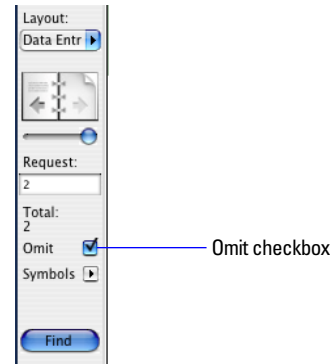 Layout:
Data Entr
Request:
2
Total:
2
Omit
Omit checkbox
Symbols
Find